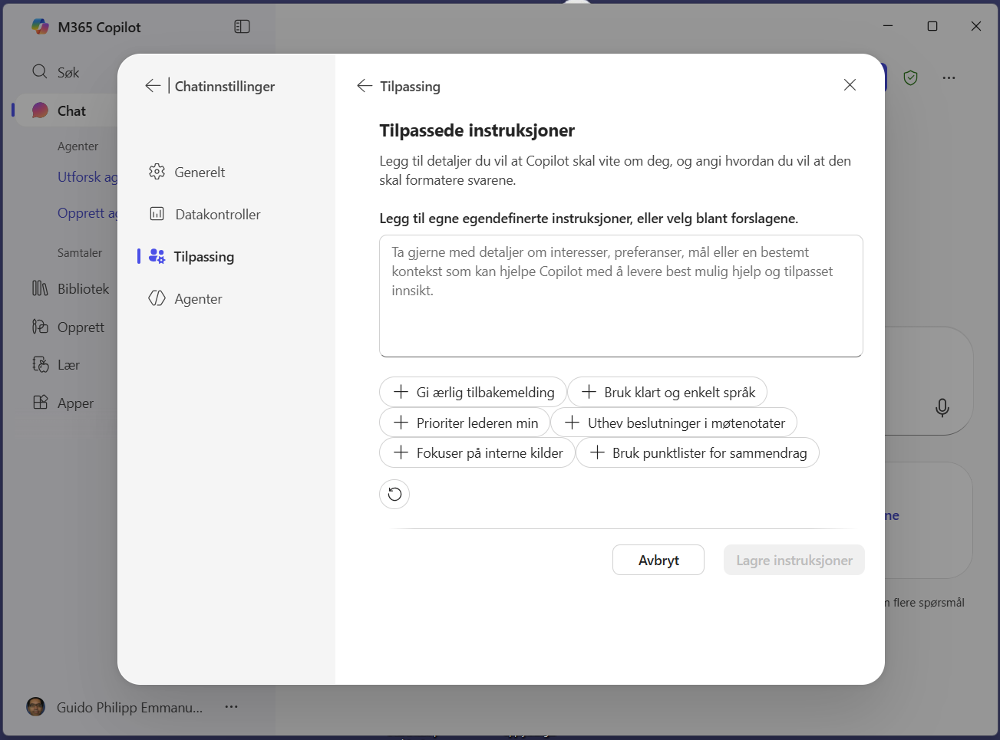 M365 Copilot
Søk
Chat
Agenter
Utforsk ag
Opprett ag
Samtaler
Bibliotek
Opprett
Lær
Apper
Guido Philipp Emmanu...
Chatinnstillinger
Generelt
Datakontroller
Tilpassing
Agenter
Tilpassing
Tilpassede instruksjoner
Legg til detaljer du vil at Copilot skal vite om deg, og angi hvordan du vil at den
skal formatere svarene.
Legg til egne egendefinerte instruksjoner, eller velg blant forslagene.
Ta gjerne med detaljer om interesser, preferanser, mål eller en bestemt
kontekst som kan hjelpe Copilot med å levere best mulig hjelp og tilpasset
innsikt.
Gi ærlig tilbakemelding
Bruk klart og enkelt språk
Prioriter lederen min
Uthev beslutninger i møtenotater
Fokuser på interne kilder
Bruk punktlister for sammendrag
Avbryt
Lagre instruksjoner
ne
flere spørsmål